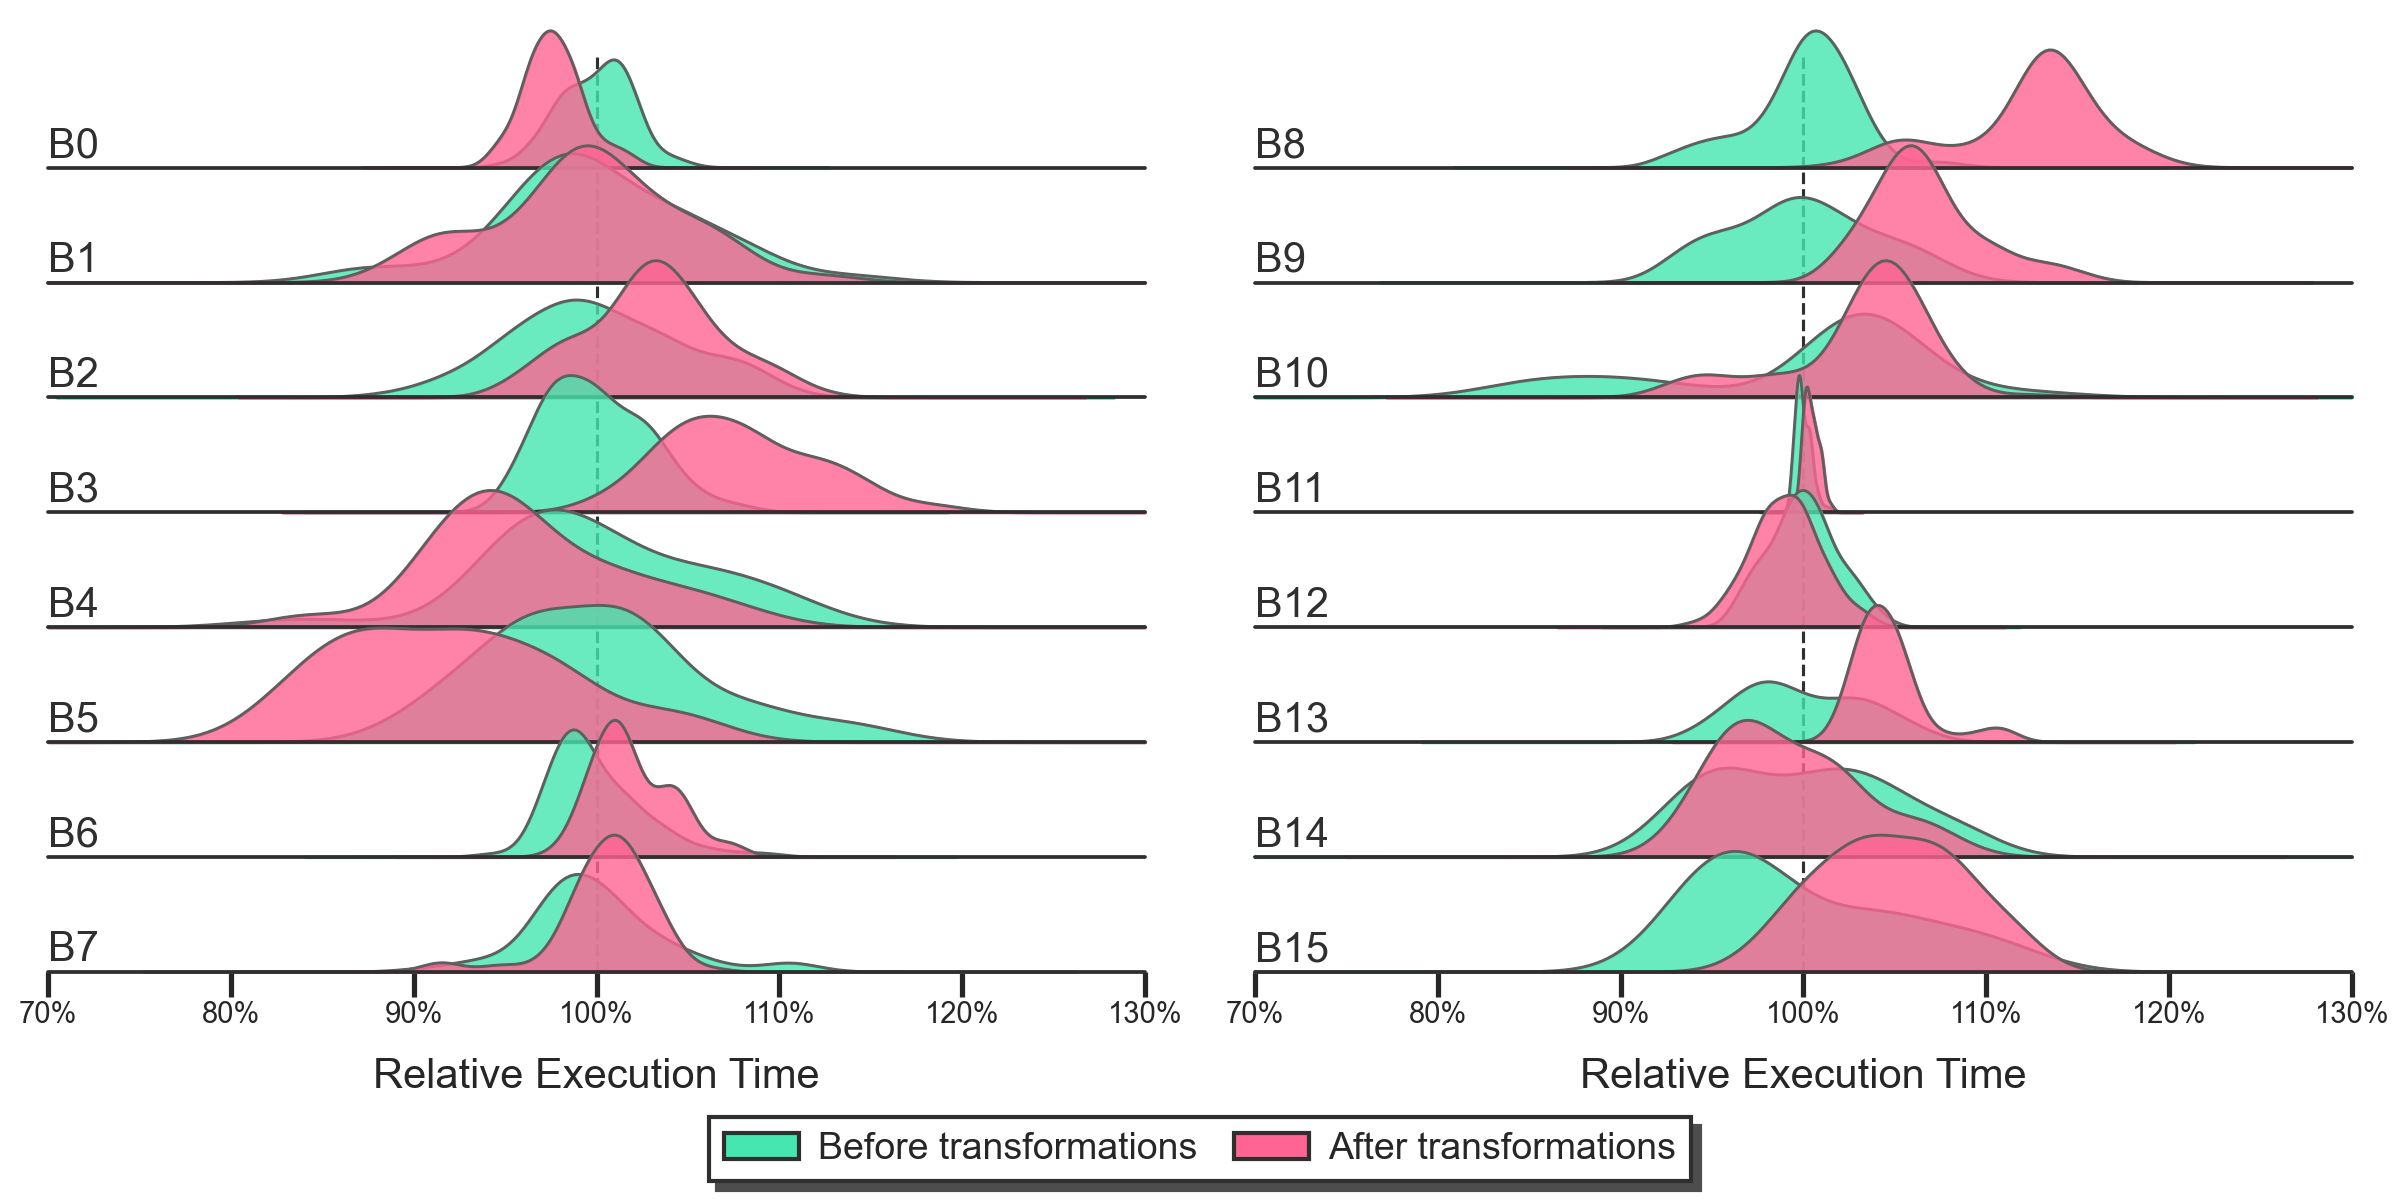 B0
B1
B2
B3
B4
B5
B6
B7
70% 80% 90% 100% 110% 120% 130%
Relative Execution Time
B8
B9
B10
B11
B12
B13
B14
B15
70% 80% 90% 100% 110% 120% 130%
Relative Execution Time
Before transformations After transformations